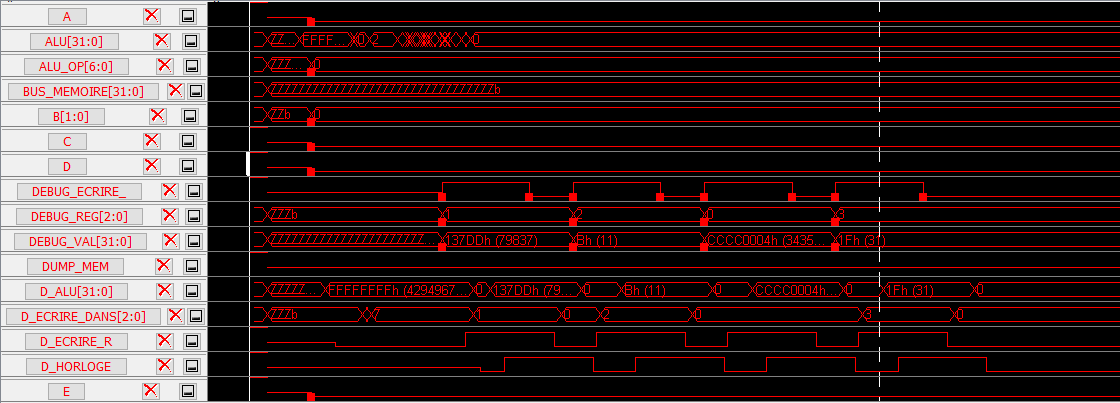 A
ALU[31:0] ZZ... FFFF... 0 2 0
ALU_OP[6:0] ZZZ... 0
BUS_MEMOIRE[31:0] ZZZZZZZZZZZZZZZZZZZZZZZZZZZZZZZZb
B[1:0] ZZb 0
C
D
DEBUG_ECRIRE_
DEBUG_REG[2:0] ZZZb 1 2 0 3
DEBUG_VAL[31:0] 137DDh (79837) Bh (11) CCCC0004h (3435... 1Fh (31)
DUMP_MEM
D_ALU[31:0] ZZZZZ... FFFFFFFFh (4294967... 0 137DDh (79... 0 Bh (11) 0 CCCC0004h... 0 1Fh (31) 0
D_ECRIRE_DANS[2:0] ZZZb 7 1 0 2 0 3 0
D_ECRIRE_R
D_HORLOGE
E